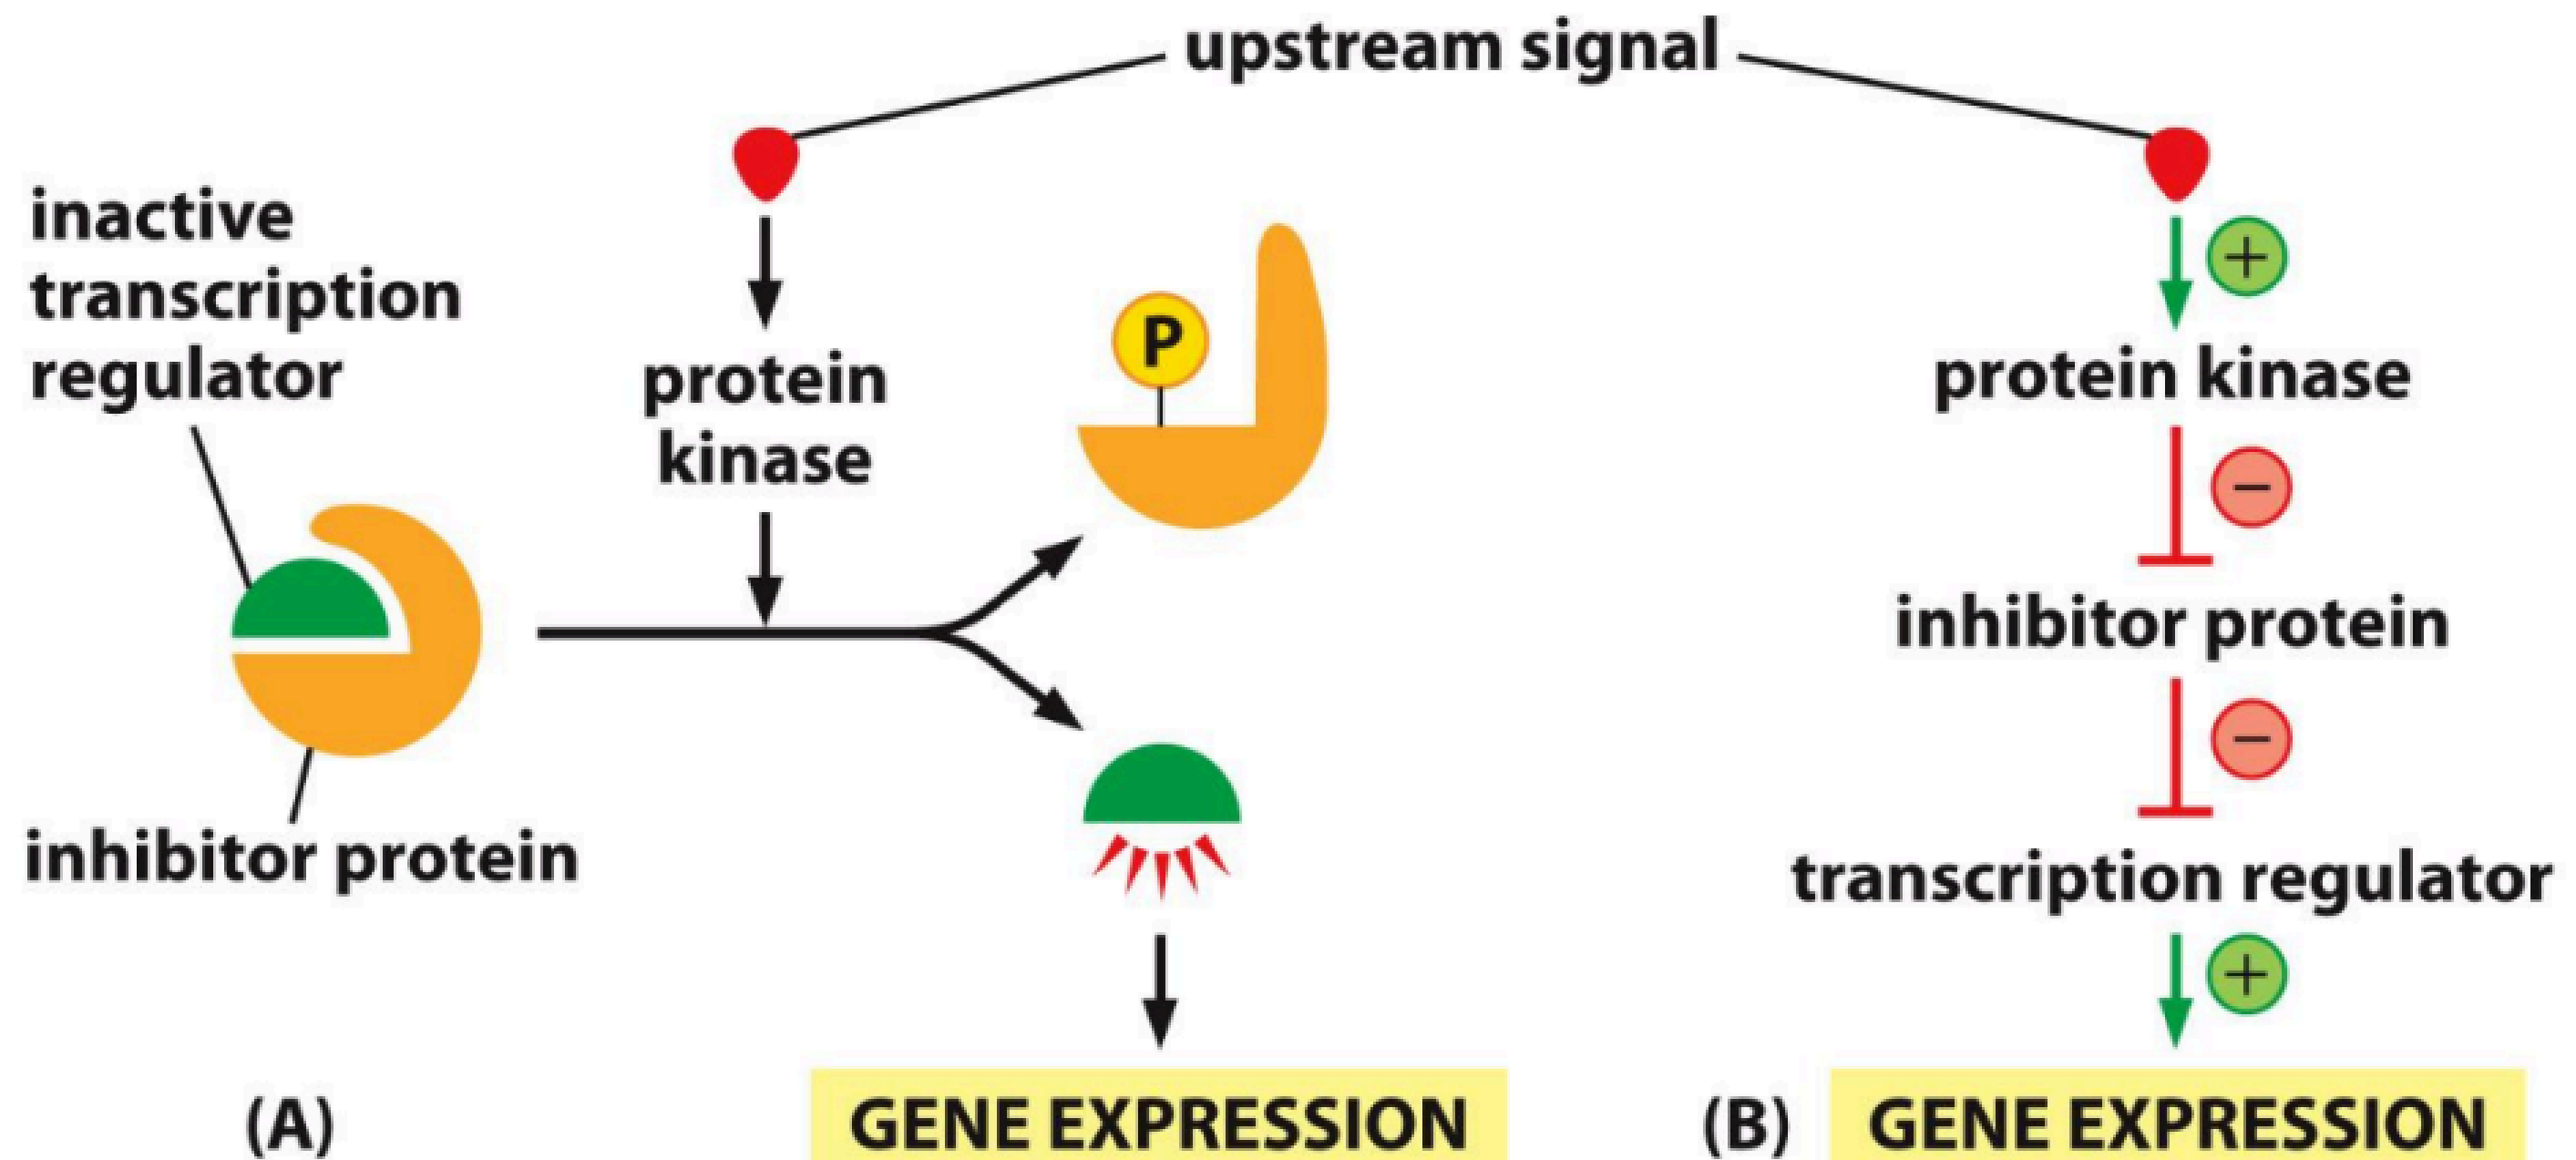 upstream signal
inactive
transcription
regulator
protein
kinase
P
inhibitor protein
(A)
GENE EXPRESSION
+
protein kinase
−
inhibitor protein
−
transcription regulator
+
(B)
GENE EXPRESSION